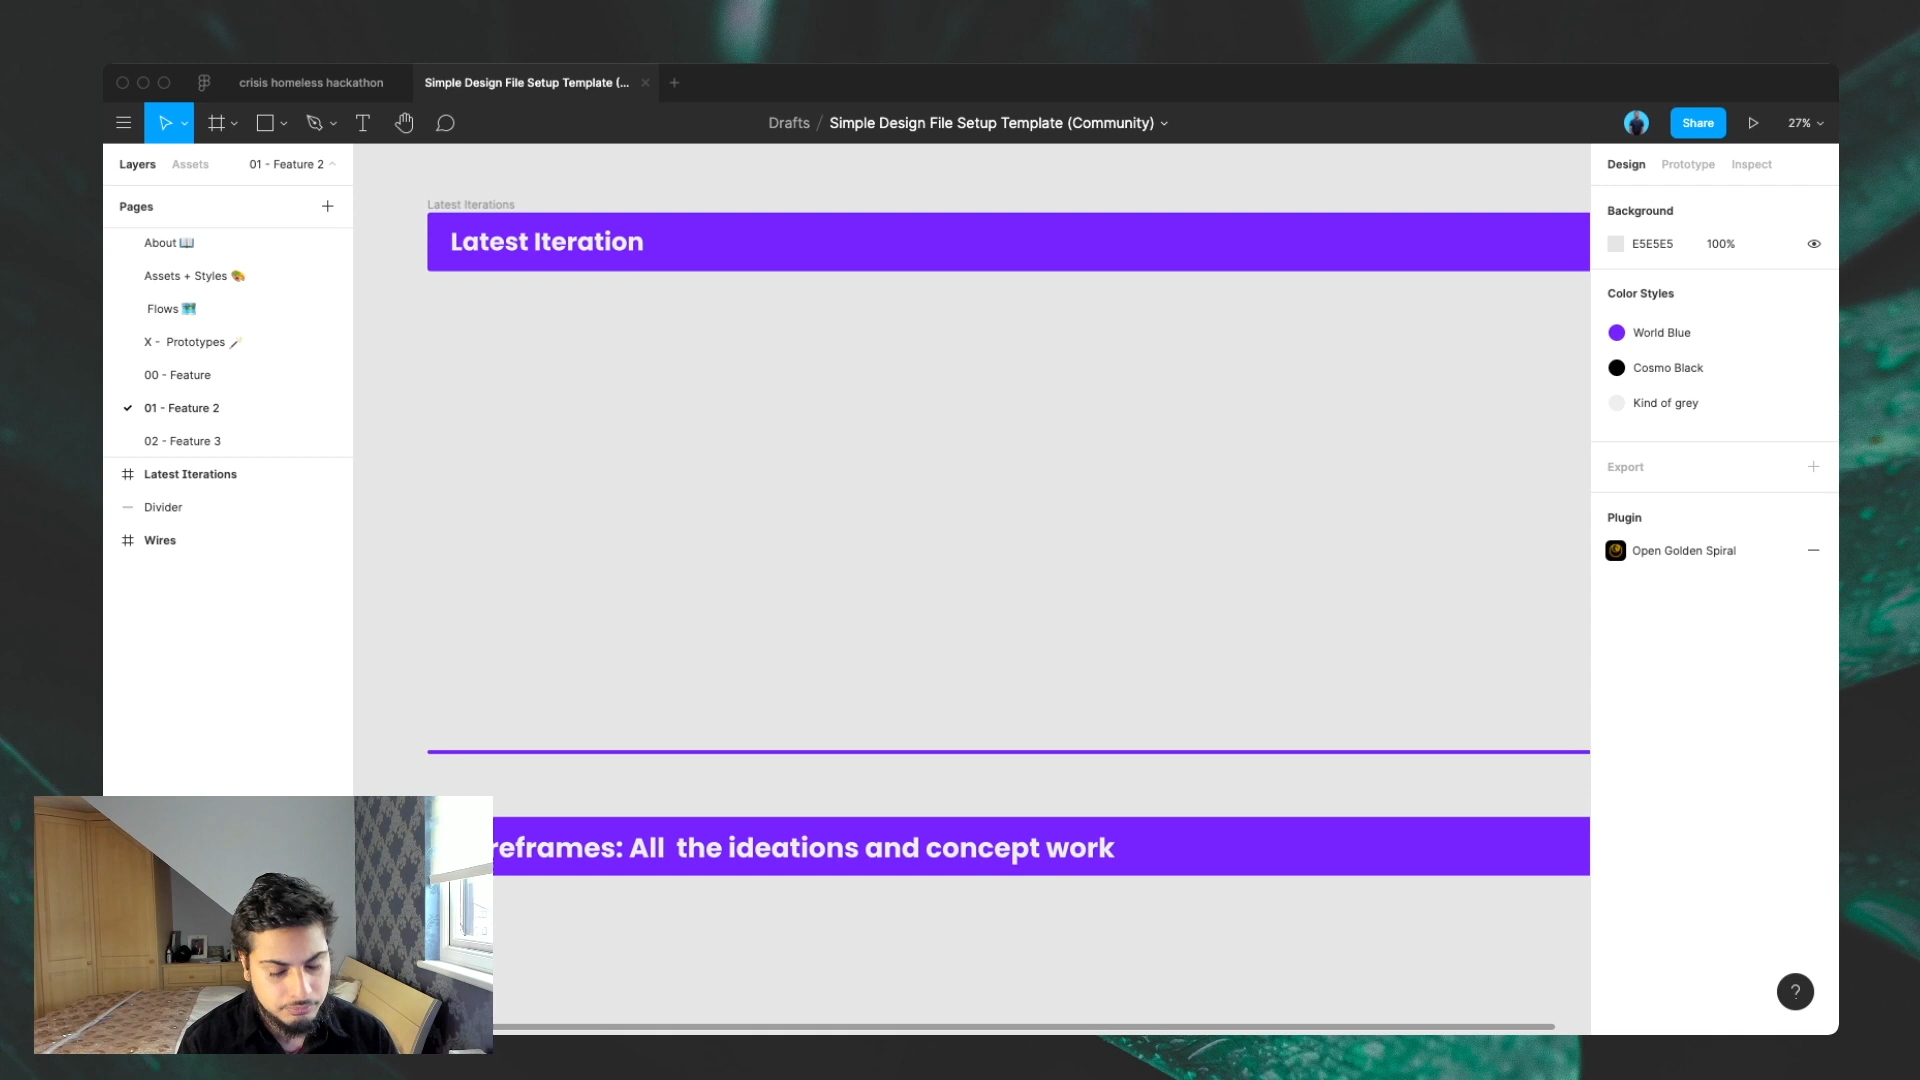 crisis homeless hackathon
Simple Design File Setup Template (...
Drafts / Simple Design File Setup Template (Community)
Share
27%
Layers
Assets
01 - Feature 2
Pages
About
Assets + Styles
Flows
X - Prototypes
00 - Feature
01 - Feature 2
02 - Feature 3
Latest Iterations
Divider
Wires
Latest Iterations
Latest Iteration
reframes: All the ideations and concept work
Design
Prototype
Inspect
Background
E5E5E5
100%
Color Styles
World Blue
Cosmo Black
Kind of grey
Export
Plugin
Open Golden Spiral
?